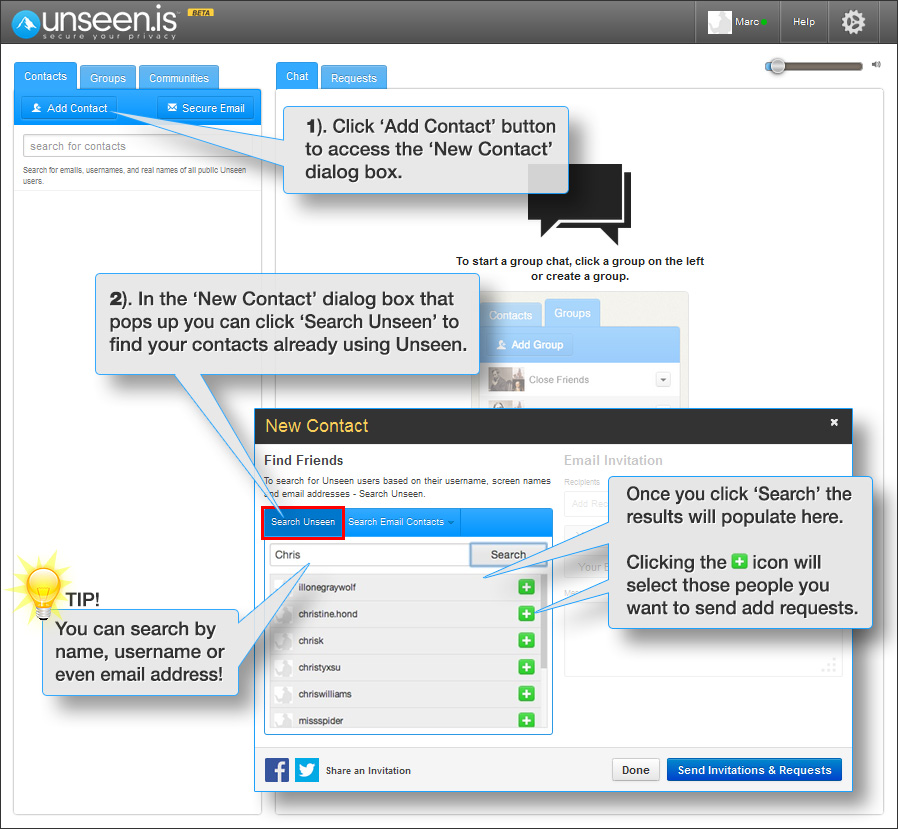 unseen.is BETA
secure your privacy
Marc
Help
Contacts
Groups
Communities
Chat
Requests
Add Contact
Secure Email
search for contacts
Search for emails, usernames, and real names of all public Unseen
users.
1). Click ‘Add Contact’ button
to access the ‘New Contact’
dialog box.
To start a group chat, click a group on the left
or create a group.
2). In the ‘New Contact’ dialog box that
pops up you can click ‘Search Unseen’ to
find your contacts already using Unseen.
Contacts
Groups
Add Group
Close Friends
New Contact
Find Friends
To search for Unseen users based on their username, screen names
and email addresses - Search Unseen.
Email Invitation
Recipients
Search Unseen
Search Email Contacts
Chris
Search
illonegraywolf
christine.hond
chrisk
christyxsu
chriswilliams
missspider
Once you click ‘Search’ the
results will populate here.
Clicking the + icon will
select those people you
want to send add requests.
TIP!
You can search by
name, username or
even email address!
Share an Invitation
Done
Send Invitations & Requests